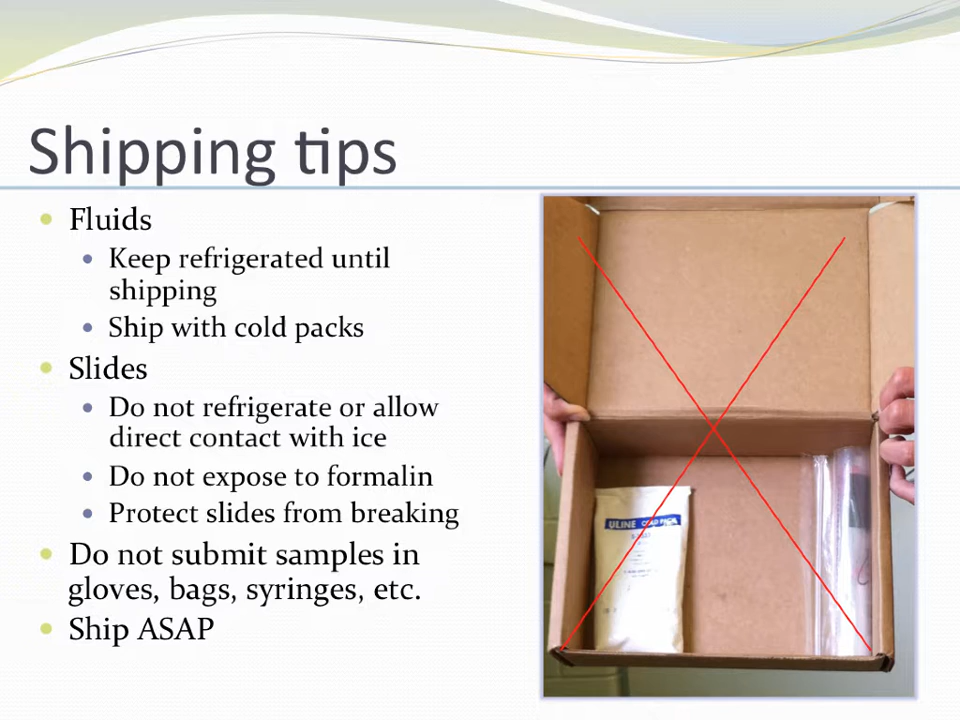 Shipping tips
Fluids
Keep refrigerated until
shipping
Ship with cold packs
Slides
Do not refrigerate or allow
direct contact with ice
Do not expose to formalin
Protect slides from breaking
Do not submit samples in
gloves, bags, syringes, etc.
Ship ASAP
ULINE COLD PACK